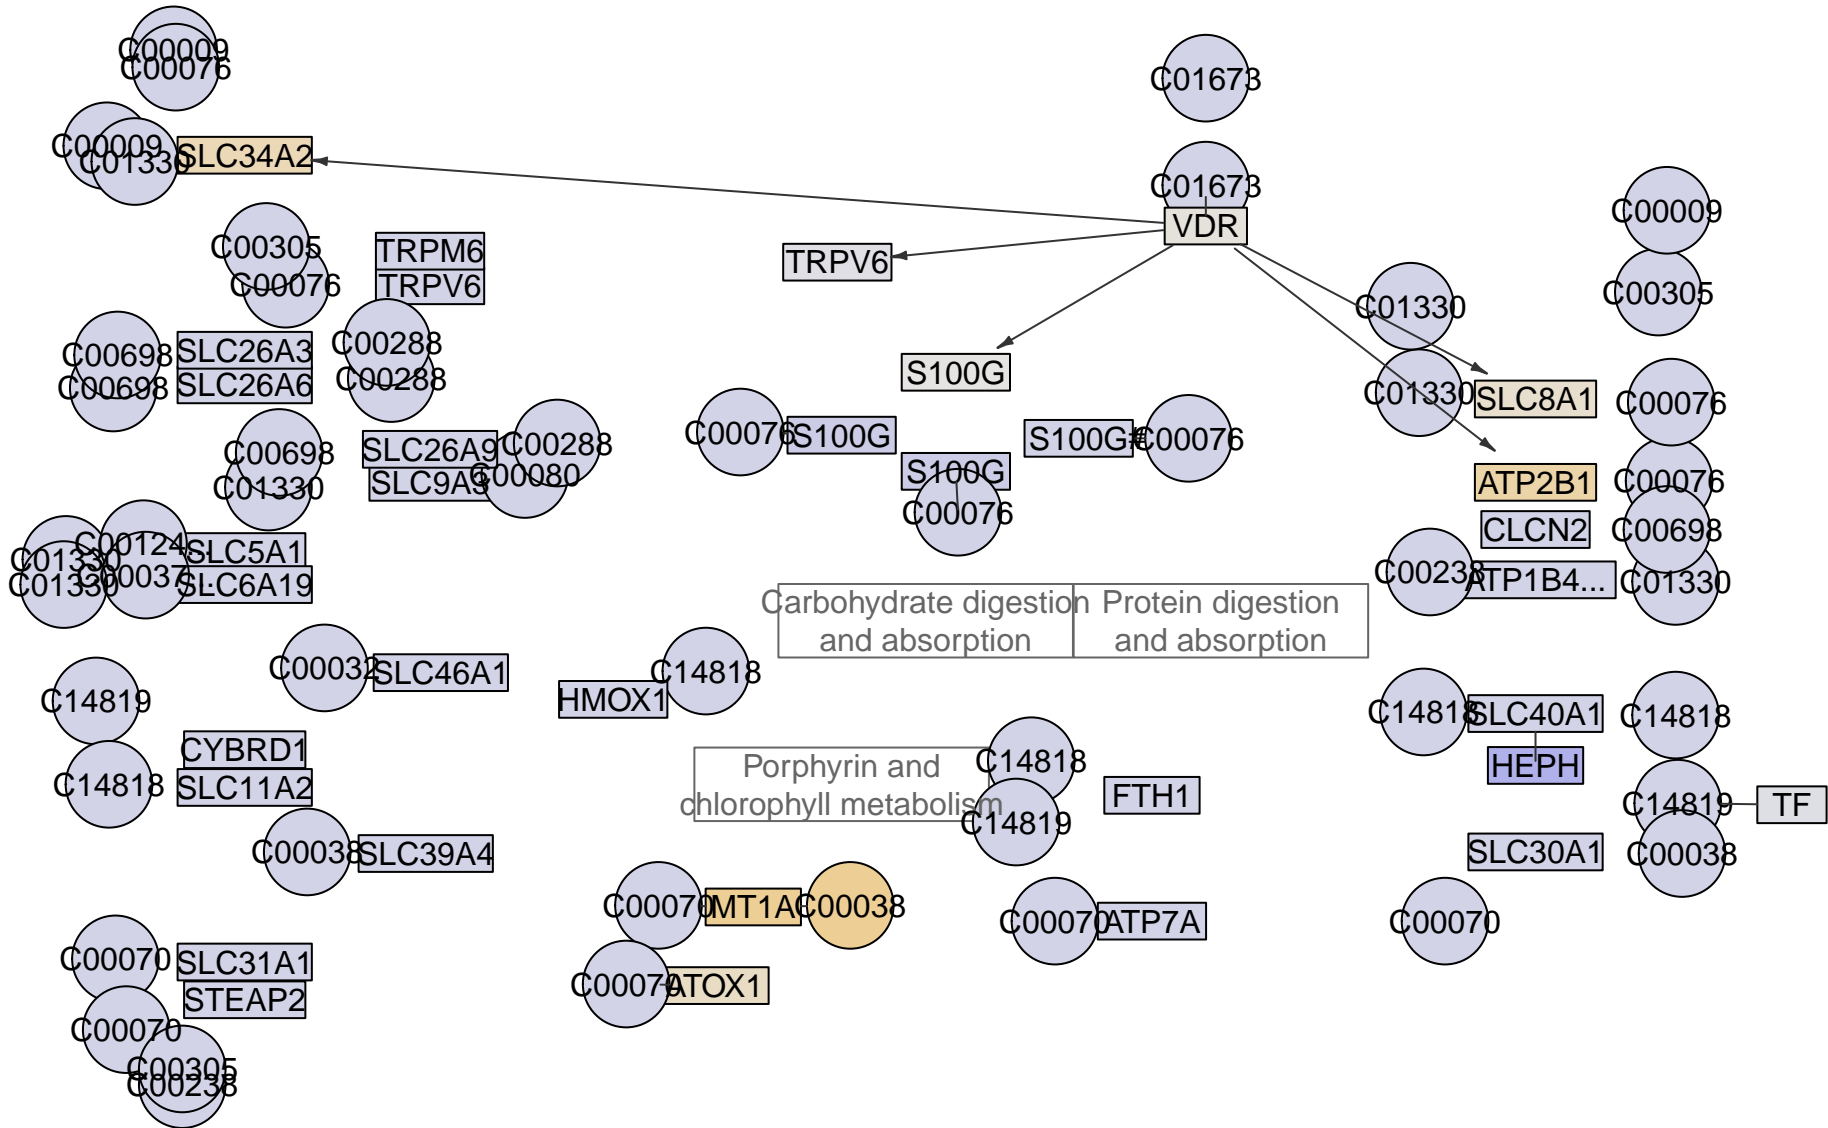 C00009
C00076
C01673
C00009
C01330
SLC34A2
C01673
VDR
C00009
C00305
TRPM6
C00076
TRPV6
TRPV6
C01330
C00305
C00698
SLC26A3
C00288
C00698
SLC26A6
C00288
S100G
C01330
SLC8A1
C00076
C00698
SLC26A9
C00288
C00076
S100G
S100G#
C00076
C01330
SLC9A3
C00080
S100G
C00076
ATP2B1
C00076
CLCN2
C00698
C01330
C00124...
SLC5A1
C01330
C00037...
SLC6A19
C00238
ATP1B4...
C01330
Carbohydrate digestion
and absorption
Protein digestion
and absorption
C00032
SLC46A1
C14818
HMOX1
C14819
C14818
SLC40A1
C14818
CYBRD1
C14818
SLC11A2
Porphyrin and
chlorophyll metabolism
C14818
C14819
FTH1
HEPH
C14819
TF
C00038
SLC39A4
SLC30A1
C00038
C00070
MT1A
C00038
C00070
ATP7A
C00070
C00070
SLC31A1
C00070
ATOX1
STEAP2
C00070
C00305
C00238